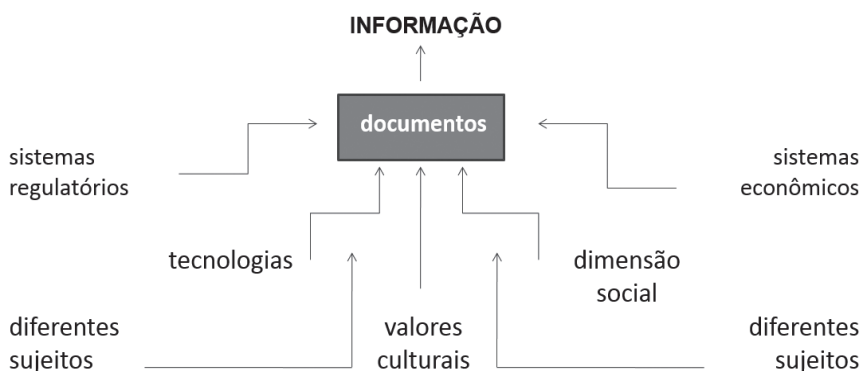 INFORMAÇÃO
documentos
sistemas
regulatórios
sistemas
econômicos
tecnologias
dimensão
social
diferentes
sujeitos
valores
culturais
diferentes
sujeitos